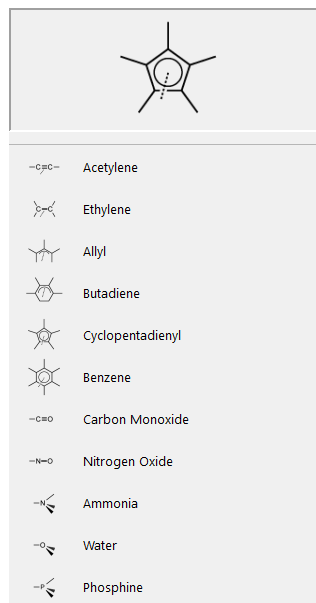 –C≡C– Acetylene
C–C Ethylene
Allyl
Butadiene
Cyclopentadienyl
Benzene
–C≡O Carbon Monoxide
–N–O Nitrogen Oxide
–N Ammonia
–O Water
–P Phosphine